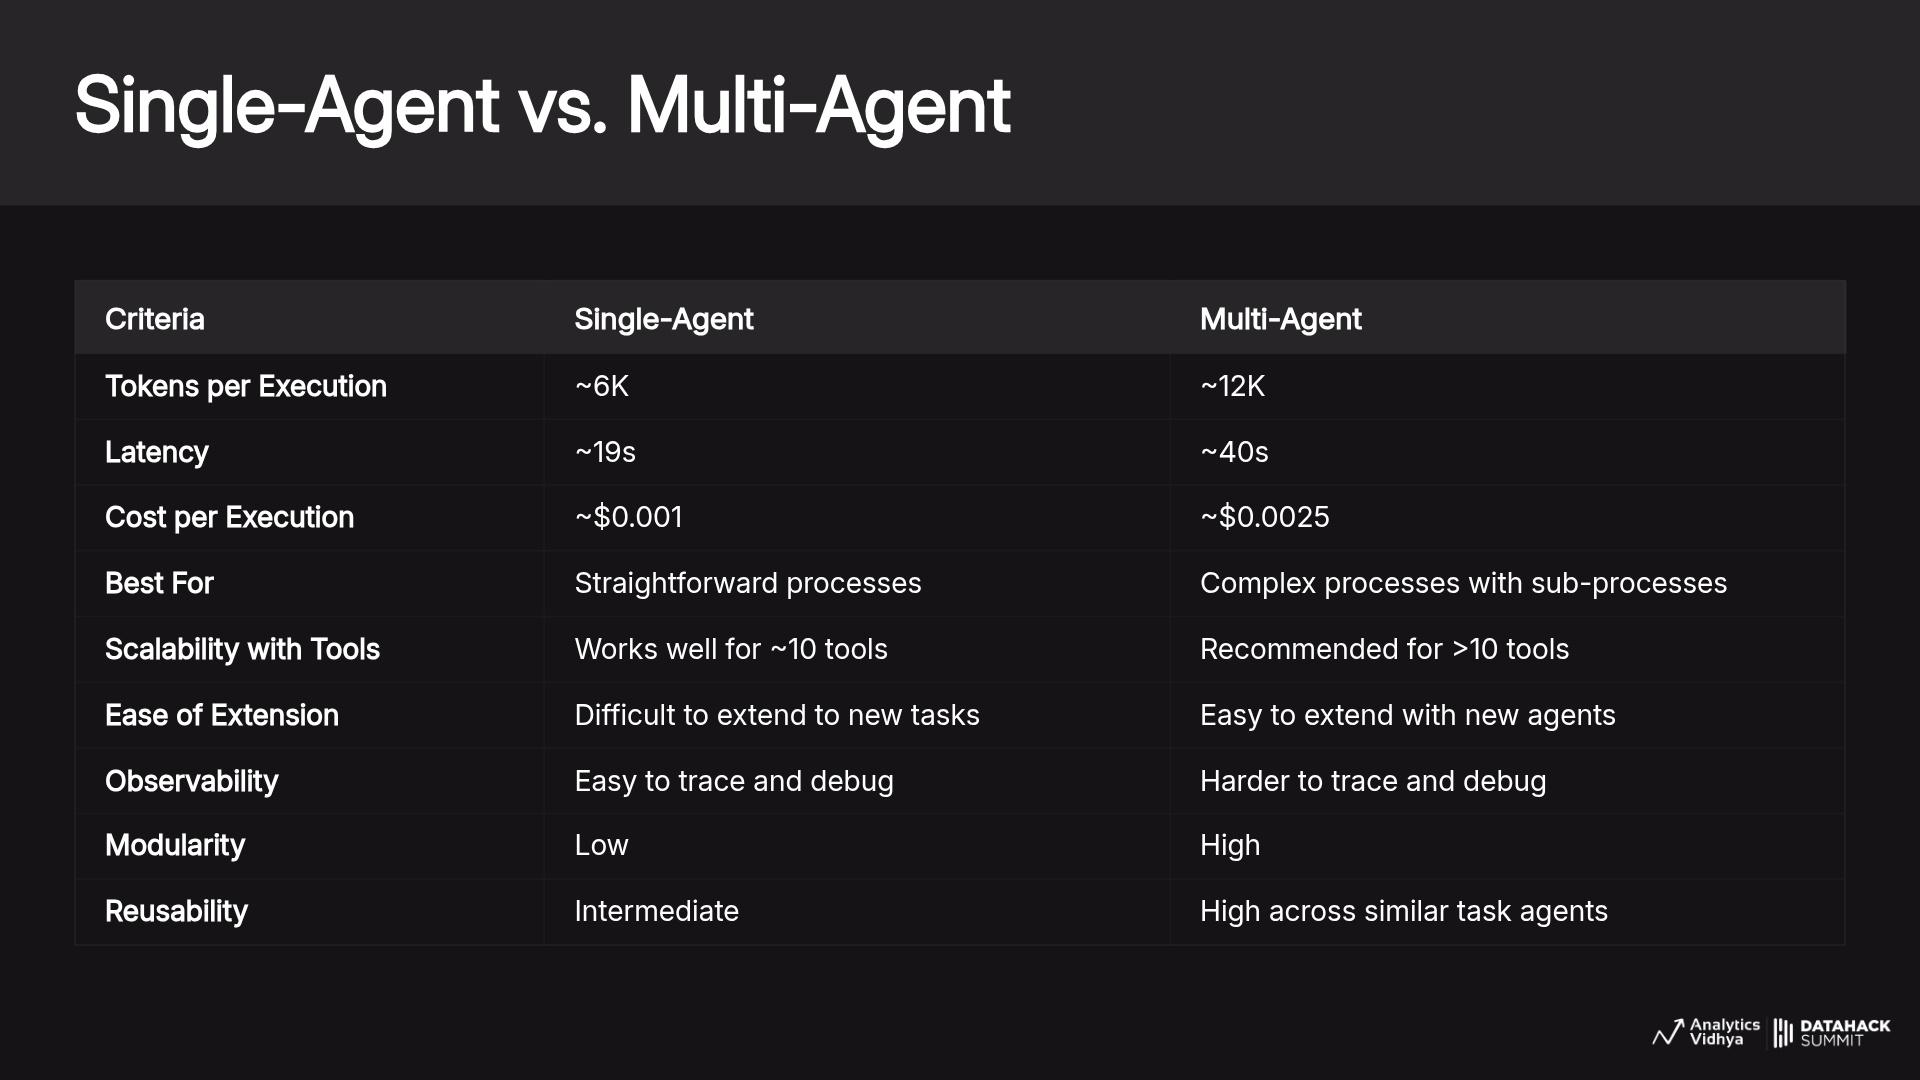 Single-Agent vs. Multi-Agent
Criteria Single-Agent Multi-Agent
Tokens per Execution ~6K ~12K
Latency ~19s ~40s
Cost per Execution ~$0.001 ~$0.0025
Best For Straightforward processes Complex processes with sub-processes
Scalability with Tools Works well for ~10 tools Recommended for >10 tools
Ease of Extension Difficult to extend to new tasks Easy to extend with new agents
Observability Easy to trace and debug Harder to trace and debug
Modularity Low High
Reusability Intermediate High across similar task agents
Analytics
Vidhya
DATAHACK
SUMMIT